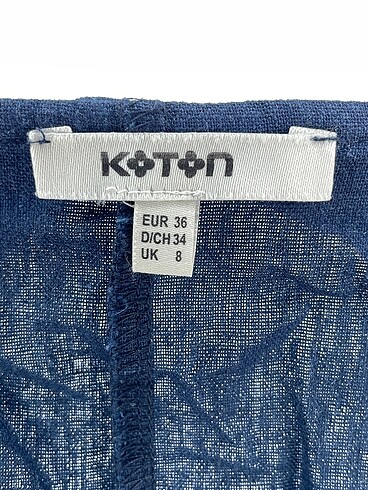 KOTON
EUR 36
D/CH 34
UK 8